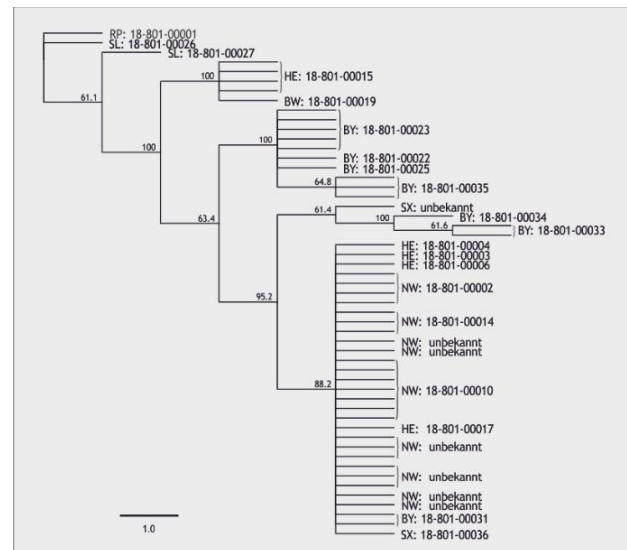 RP: 18-801-00001
SL: 18-801-00026
SL: 18-801-00027
61.1
100
HE: 18-801-00015
BW: 18-801-00019
100
BY: 18-801-00023
100
BY: 18-801-00022
BY: 18-801-00025
64.8
BY: 18-801-00035
63.4
61.4
SX: unbekannt
100
BY: 18-801-00034
61.6
BY: 18-801-00033
HE: 18-801-00004
HE: 18-801-00003
HE: 18-801-00006
NW: 18-801-00002
95.2
NW: 18-801-00014
NW: unbekannt
NW: unbekannt
88.2
NW: 18-801-00010
HE: 18-801-00017
NW: unbekannt
NW: unbekannt
NW: unbekannt
NW: unbekannt
BY: 18-801-00031
SX: 18-801-00036
1.0